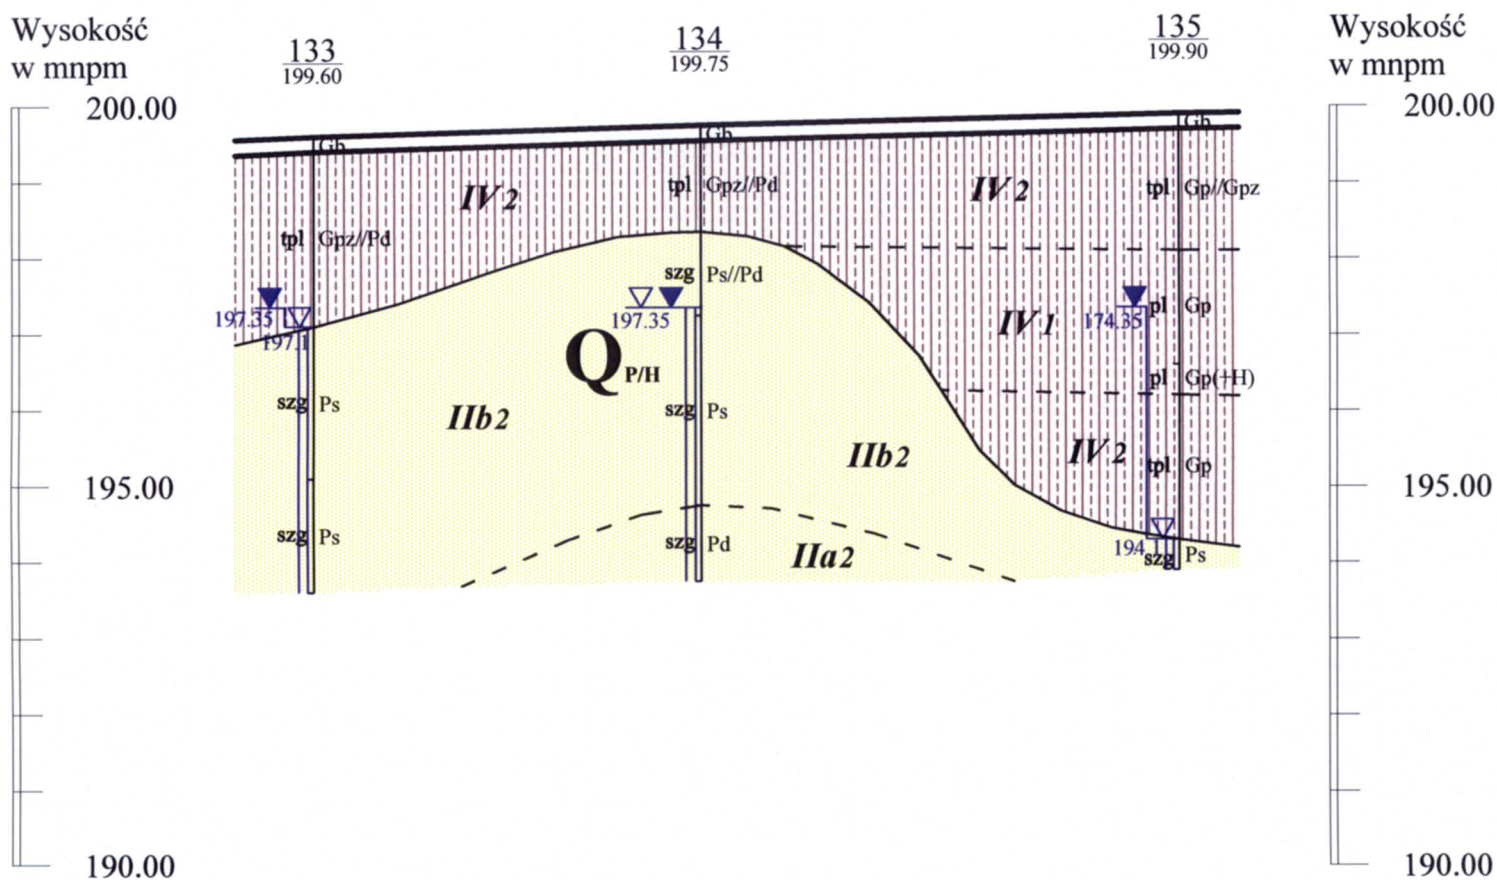 Wysokość
w mnpm
133
199.60
134
199.75
135
199.90
Wysokość
w mnpm
200.00
200.00
Gb
Gb
Gb
IV 2
tpl Gpz//Pd
IV 2
tpl Gp//Gpz
tpl Gpz//Pd
szg Ps//Pd
197.35
197.1
197.35
174.35
pl Gp
IV 1
Q P/H
pl Gp(+H)
szg Ps
IIb2
szg Ps
IIb2
IV 2
tpl Gp
195.00
195.00
szg Ps
szg Pd
IIa2
194.1
szg Ps
190.00
190.00